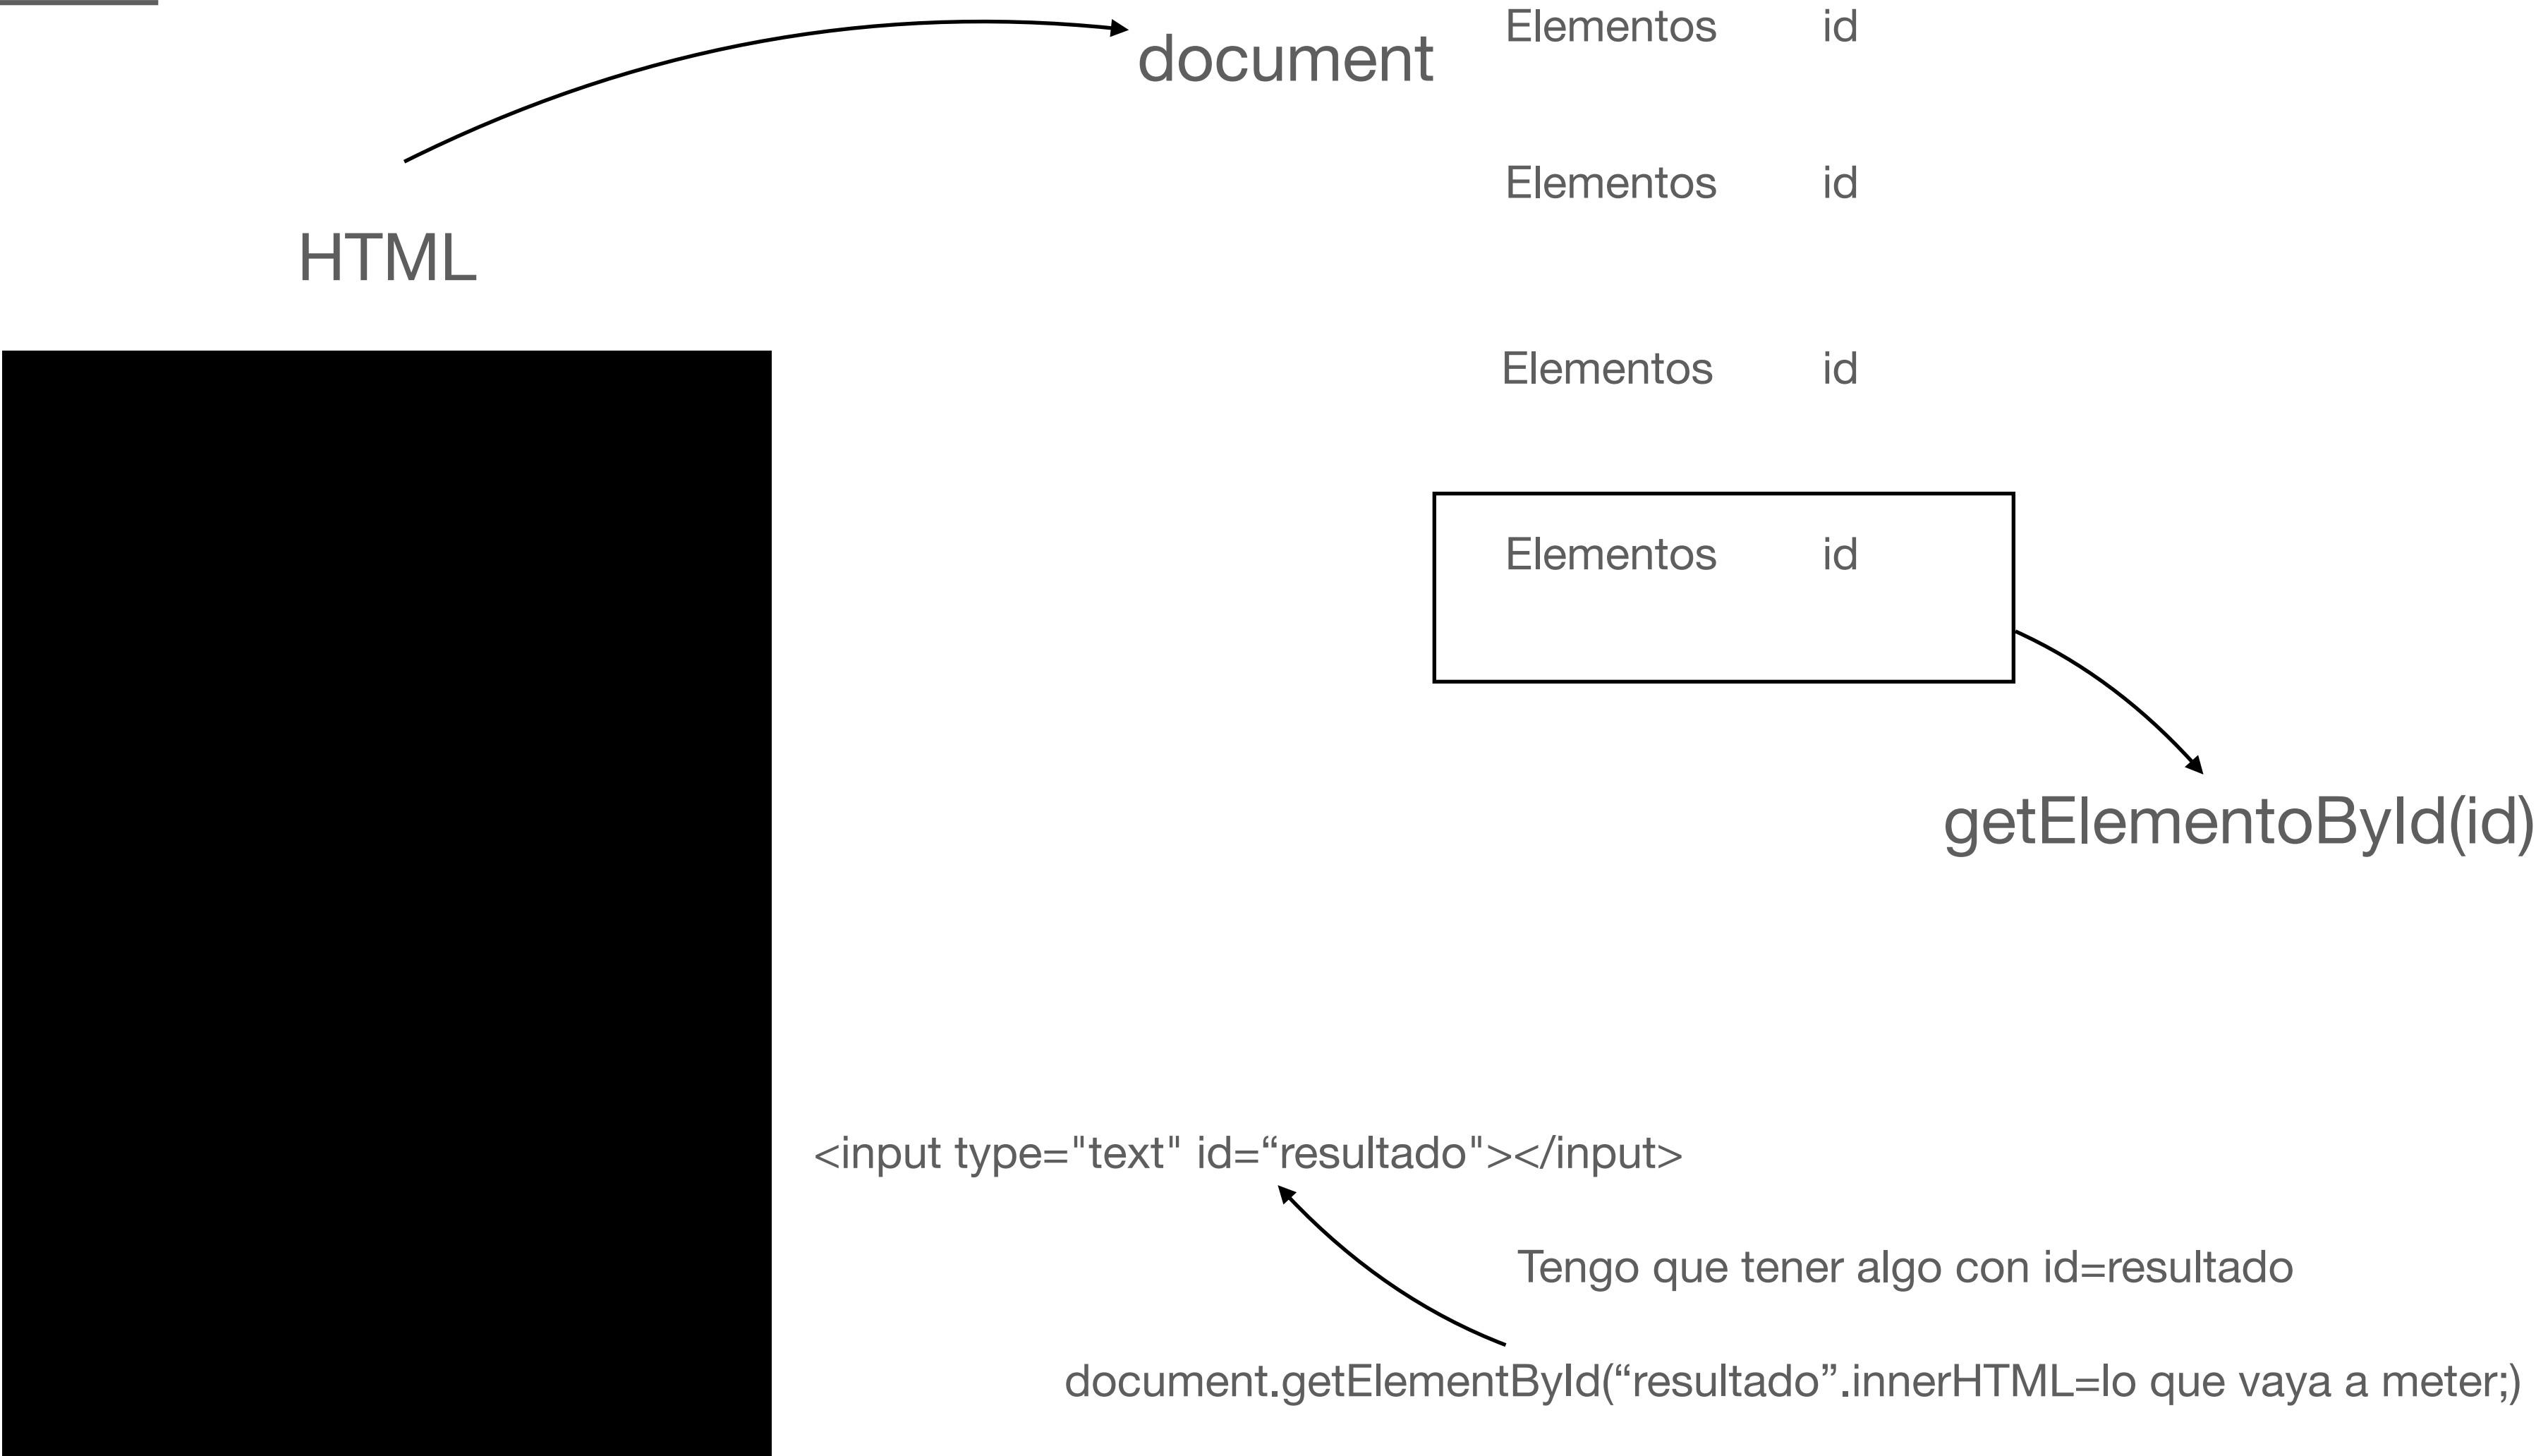 document
Elementos id
Elementos id
HTML
Elementos id
Elementos id
getElementoById(id)
<input type="text" id=“resultado"></input>
Tengo que tener algo con id=resultado
document.getElementById(“resultado”.innerHTML=lo que vaya a meter;)